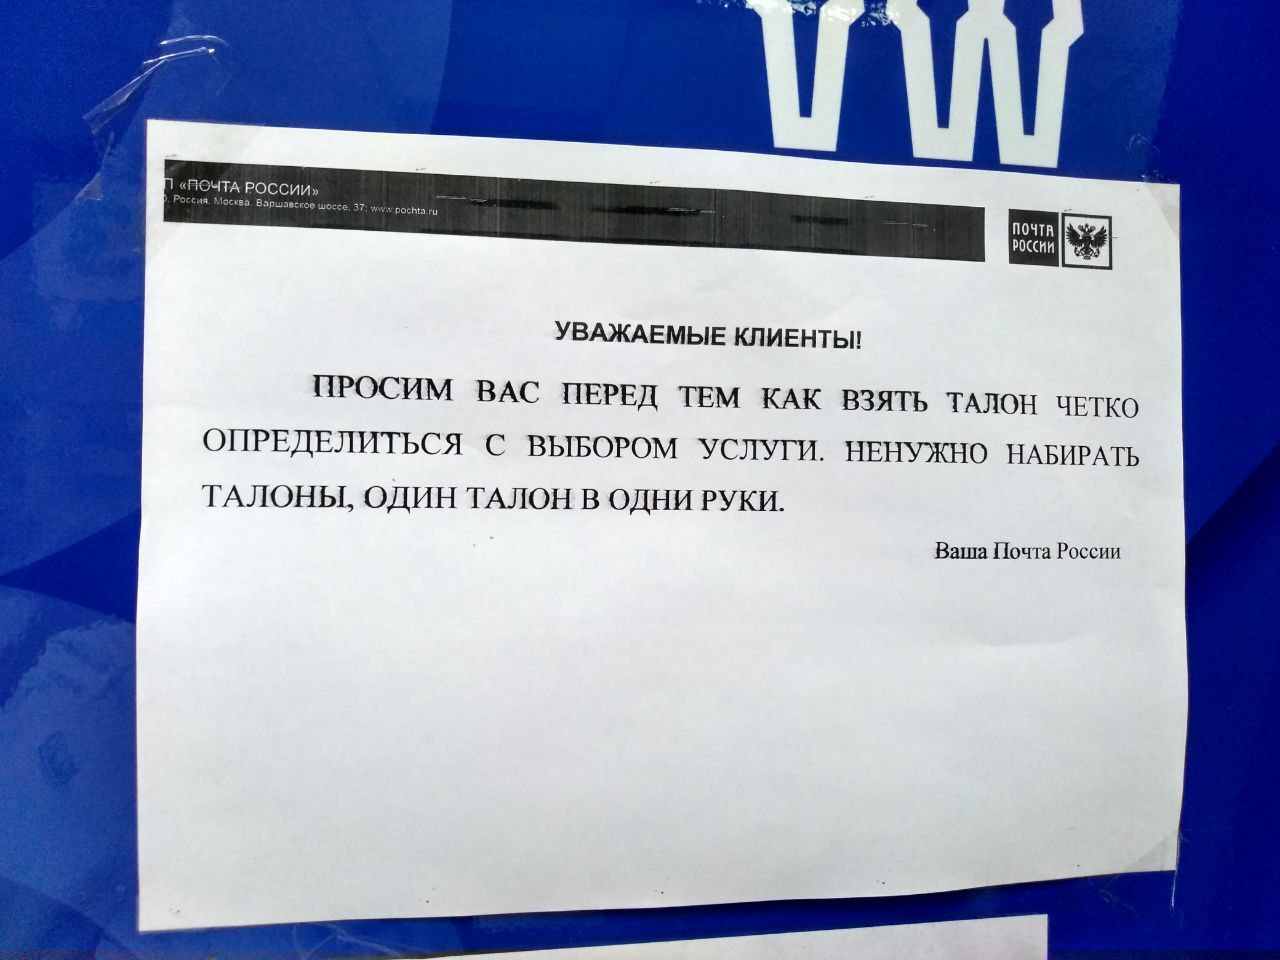 П «ПОЧТА РОССИИ»
Россия, Москва, Варшавское шоссе, 37; www.pochta.ru
ПОЧТА
РОССИИ
УВАЖАЕМЫЕ КЛИЕНТЫ!
ПРОСИМ ВАС ПЕРЕД ТЕМ КАК ВЗЯТЬ ТАЛОН ЧЕТКО
ОПРЕДЕЛИТЬСЯ С ВЫБОРОМ УСЛУГИ. НЕНУЖНО НАБИРАТЬ
ТАЛОНЫ, ОДИН ТАЛОН В ОДНИ РУКИ.
Ваша Почта России